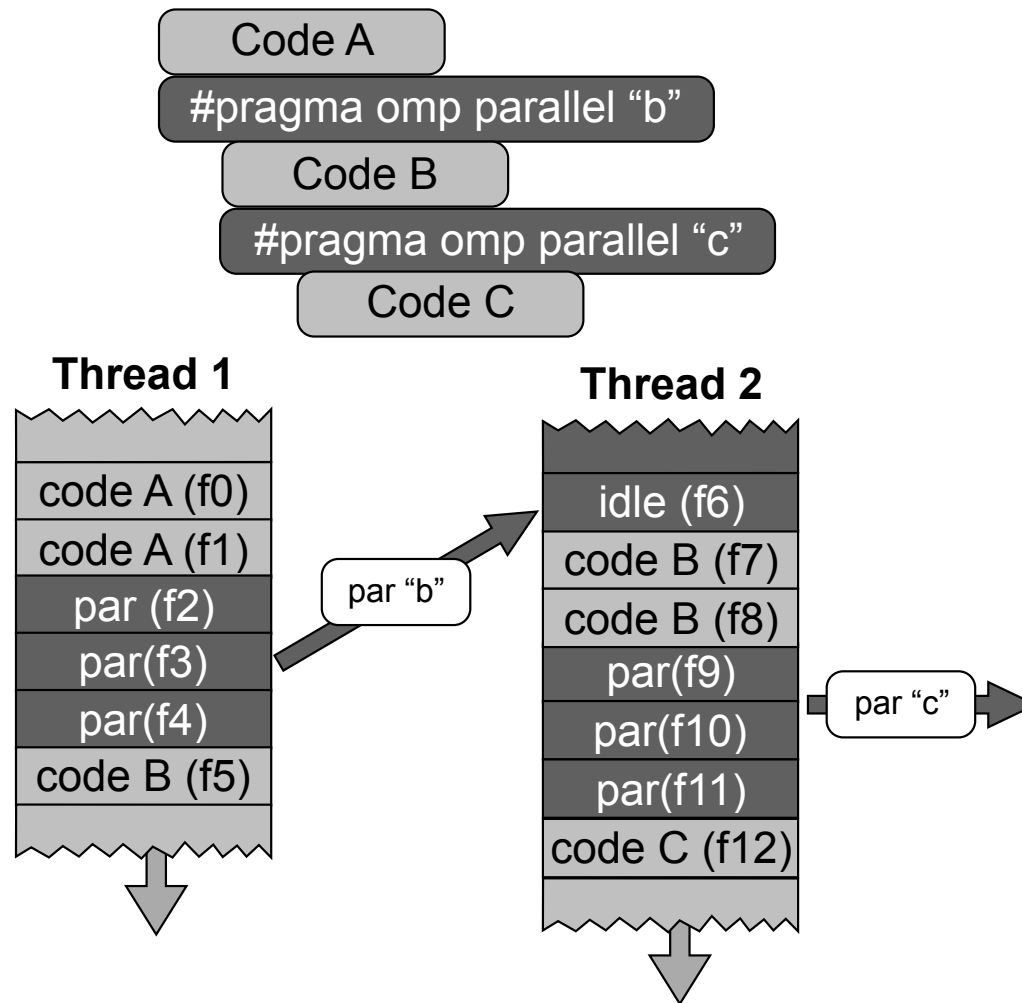 Code A
#pragma omp parallel “b”
Code B
#pragma omp parallel “c”
Code C
Thread 1
code A (f0)
code A (f1)
par (f2)
par(f3)
par(f4)
code B (f5)
par “b”
Thread 2
idle (f6)
code B (f7)
code B (f8)
par(f9)
par(f10)
par(f11)
code C (f12)
par “c”